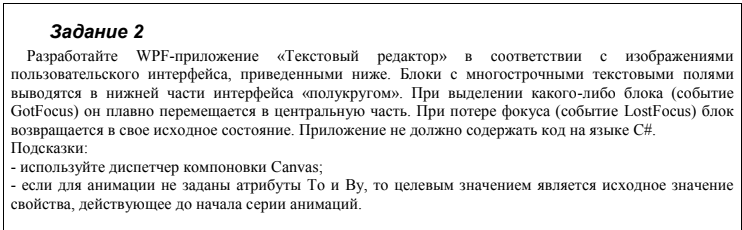 Задание 2
Разработайте WPF-приложение «Текстовый редактор» в соответствии с изображениями
пользовательского интерфейса, приведенными ниже. Блоки с многострочными текстовыми полями
выводятся в нижней части интерфейса «полукругом». При выделении какого-либо блока (событие
GotFocus) он плавно перемещается в центральную часть. При потере фокуса (событие LostFocus) блок
возвращается в свое исходное состояние. Приложение не должно содержать код на языке C#.
Подсказки:
- используйте диспетчер компоновки Canvas;
- если для анимации не заданы атрибуты To и By, то целевым значением является исходное значение
свойства, действующее до начала серии анимаций.